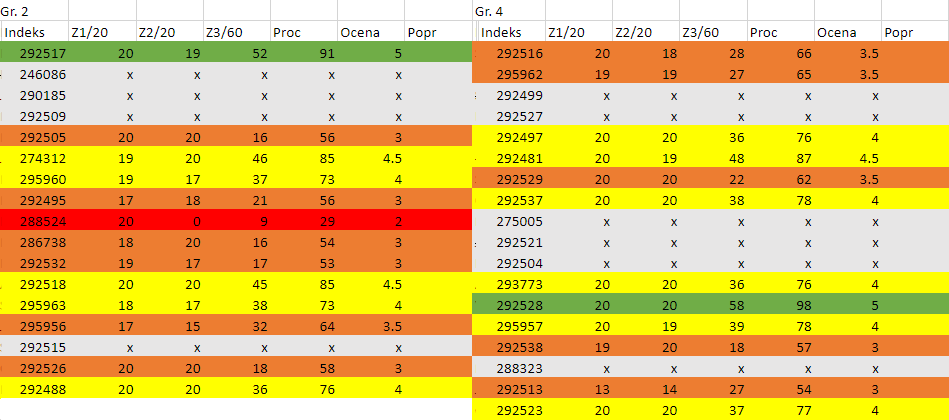 Gr. 2 Gr. 4
Indeks Z1/20 Z2/20 Z3/60 Proc Ocena Popr Indeks Z1/20 Z2/20 Z3/60 Proc Ocena Popr
292517 20 19 52 91 5 292516 20 18 28 66 3.5
246086 x x x x x 295962 19 19 27 65 3.5
290185 x x x x x 292499 x x x x x
292509 x x x x x 292527 x x x x x
292505 20 20 16 56 3 292497 20 20 36 76 4
274312 19 20 46 85 4.5 292481 20 19 48 87 4.5
295960 19 17 37 73 4 292529 20 20 22 62 3.5
292495 17 18 21 56 3 292537 20 20 38 78 4
288524 20 0 9 29 2 275005 x x x x x
286738 18 20 16 54 3 292521 x x x x x
292532 19 17 17 53 3 292504 x x x x x
292518 20 20 45 85 4.5 293773 20 20 36 76 4
295963 18 17 38 73 4 292528 20 20 58 98 5
295956 17 15 32 64 3.5 295957 20 19 39 78 4
292515 x x x x x 292538 19 20 18 57 3
292526 20 20 18 58 3 288323 x x x x x
292488 20 20 36 76 4 292513 13 14 27 54 3
292523 20 20 37 77 4